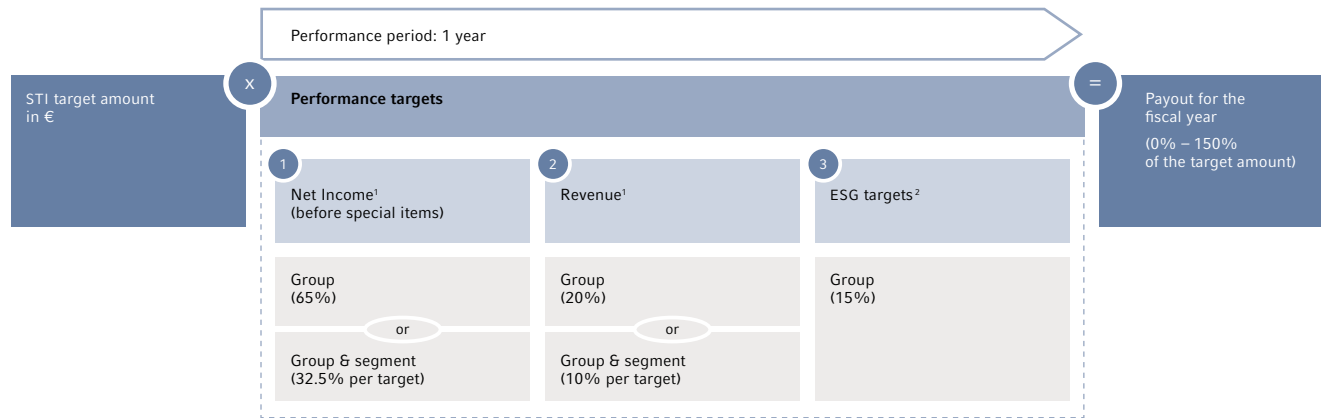 Performance period: 1 year
STI target amount
in €
x
Performance targets
=
Payout for the
fiscal year
(0% – 150%
of the target amount)
1
Net Income¹
(before special items)
2
Revenue¹
3
ESG targets²
Group
(65%)
or
Group & segment
(32.5% per target)
Group
(20%)
or
Group & segment
(10% per target)
Group
(15%)